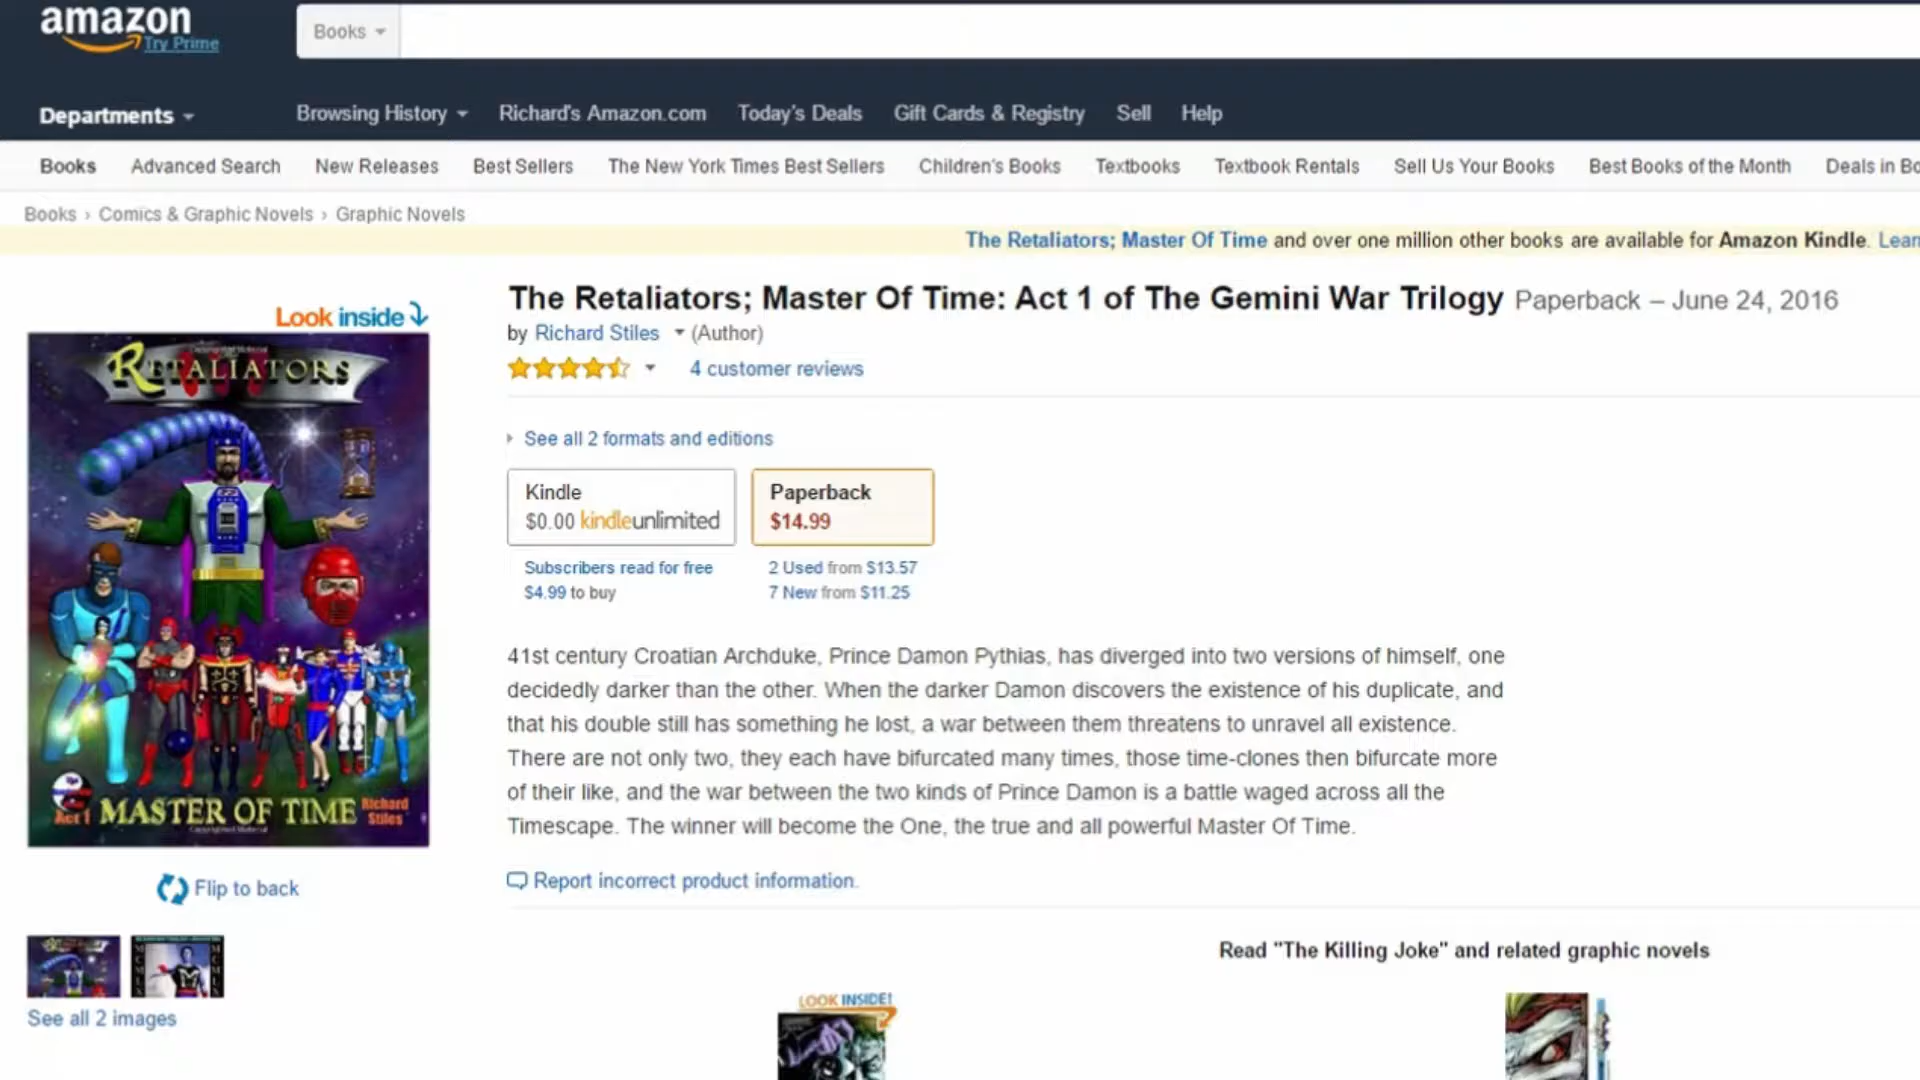 amazon
Try Prime
Books
Departments
Browsing History
Richard's Amazon.com
Today's Deals
Gift Cards & Registry
Sell
Help
Books
Advanced Search
New Releases
Best Sellers
The New York Times Best Sellers
Children's Books
Textbooks
Textbook Rentals
Sell Us Your Books
Best Books of the Month
Deals in Bo
Books › Comics & Graphic Novels › Graphic Novels
The Retaliators; Master Of Time and over one million other books are available for Amazon Kindle. Lear
Look inside
RETALIATORS
Act 1 MASTER OF TIME Richard Stiles
The Retaliators; Master Of Time: Act 1 of The Gemini War Trilogy Paperback – June 24, 2016
by Richard Stiles (Author)
4 customer reviews
See all 2 formats and editions
Kindle
$0.00 kindleunlimited
Subscribers read for free
$4.99 to buy
Paperback
$14.99
2 Used from $13.57
7 New from $11.25
41st century Croatian Archduke, Prince Damon Pythias, has diverged into two versions of himself, one
decidedly darker than the other. When the darker Damon discovers the existence of his duplicate, and
that his double still has something he lost, a war between them threatens to unravel all existence.
There are not only two, they each have bifurcated many times, those time-clones then bifurcate more
of their like, and the war between the two kinds of Prince Damon is a battle waged across all the
Timescape. The winner will become the One, the true and all powerful Master Of Time.
Report incorrect product information.
Flip to back
See all 2 images
Read "The Killing Joke" and related graphic novels
LOOK INSIDE!